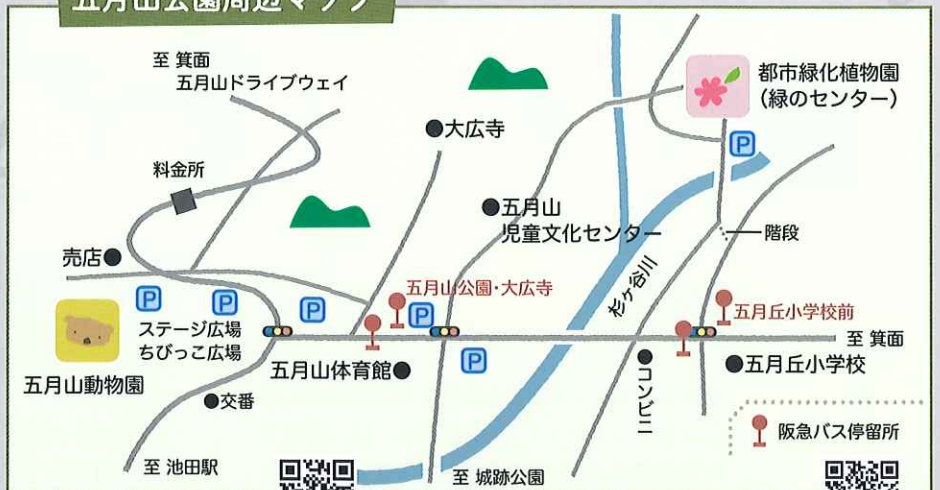 五月山公園周辺マップ
至 箕面
五月山ドライブウェイ
都市緑化植物園
(緑のセンター)
大広寺
P
料金所
五月山
児童文化センター
階段
売店
杉ヶ谷川
五月山公園・大広寺
P
P
P
P
五月丘小学校前
ステージ広場
ちびっこ広場
至 箕面
五月山動物園
五月山体育館
P
コンビニ
五月丘小学校
交番
阪急バス停留所
至 池田駅
至 城跡公園